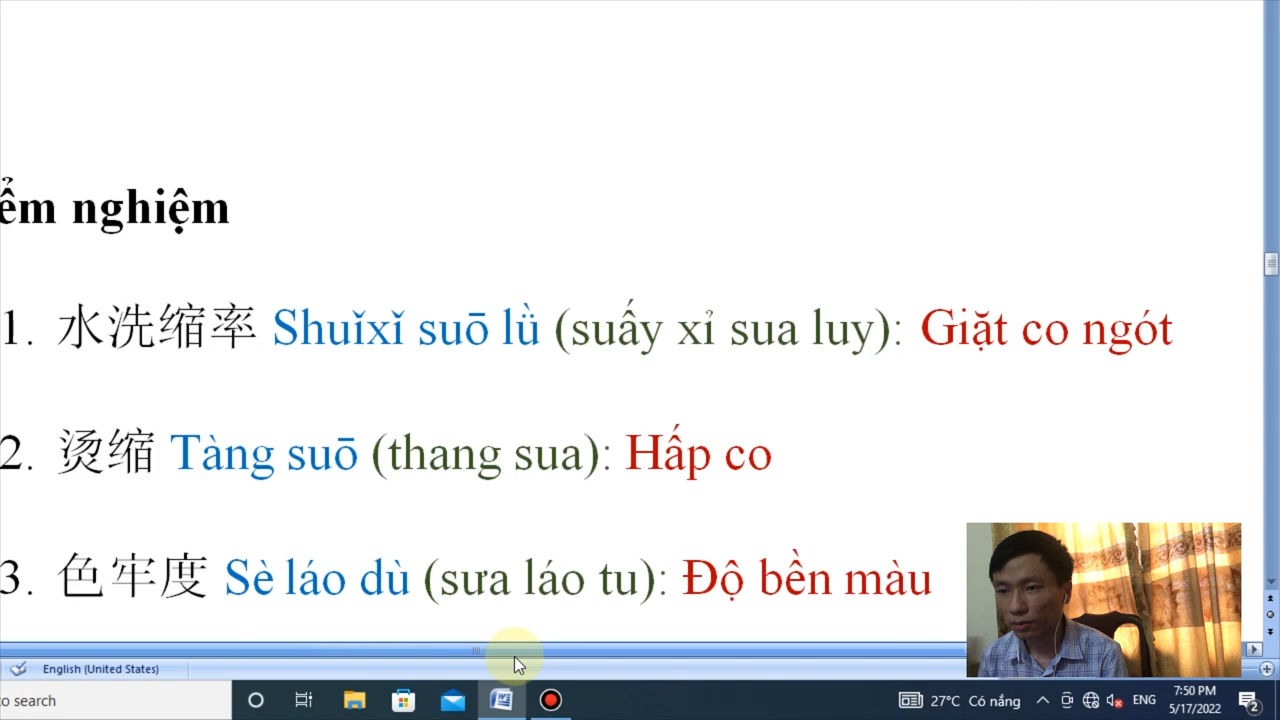 ểm nghiệm
1. 水洗缩率 Shuǐxǐ suō lǜ (suấy xỉ sua luy): Giặt co ngót
2. 烫缩 Tàng suō (thang sua): Hấp co
3. 色牢度 Sè láo dù (sưa láo tu): Độ bền màu
English (United States)
o search
27°C Có nắng
ENG
7:50 PM
5/17/2022
2